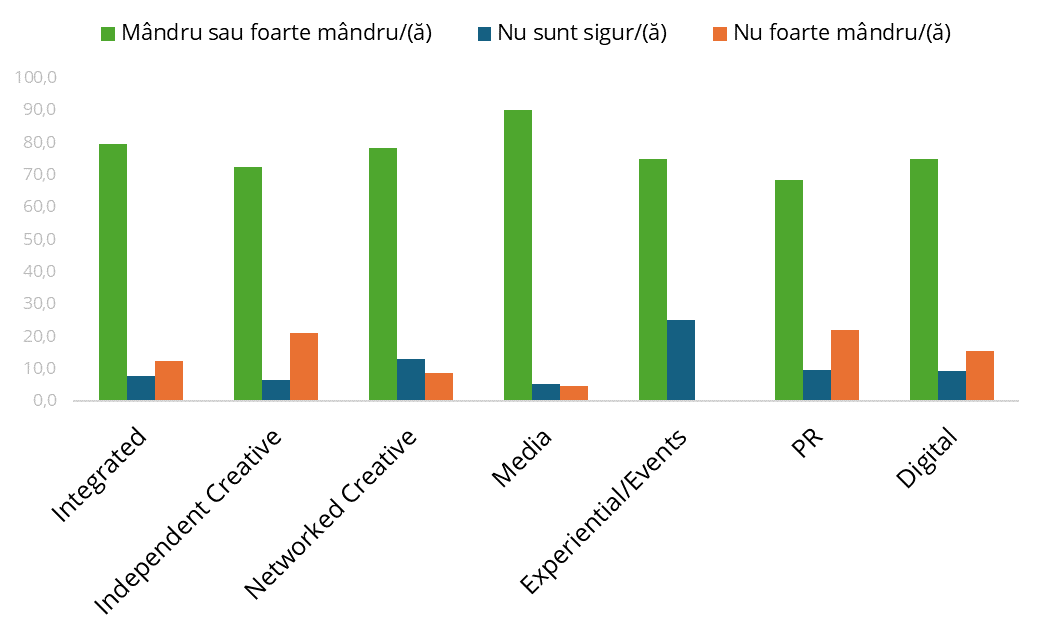 Mândru sau foarte mândru/(ă) Nu sunt sigur/(ă) Nu foarte mândru/(ă)
100,0
90,0
80,0
70,0
60,0
50,0
40,0
30,0
20,0
10,0
0,0
Integrated
Independent Creative
Networked Creative
Media
Experiential/Events
PR
Digital